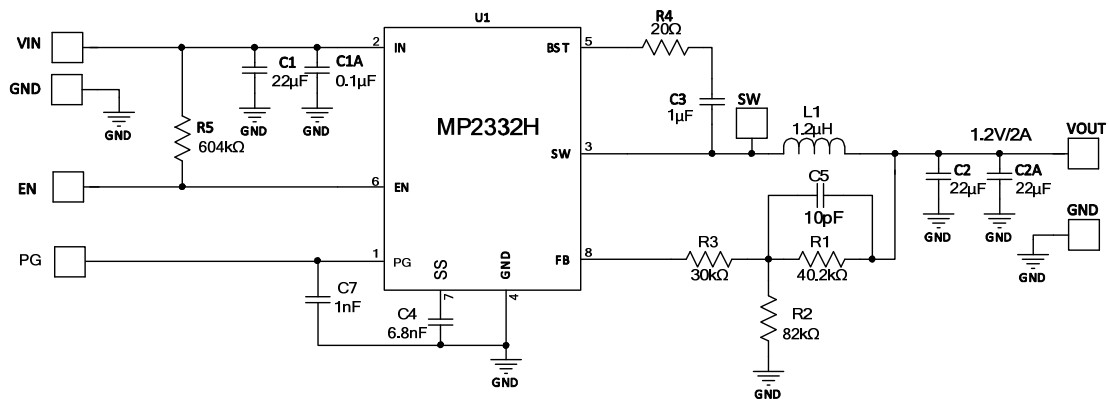 U1
R4
20Ω
VIN
2
IN
BST
5
C1
22µF
C1A
0.1µF
GND
GND
GND
GND
C3
1µF
SW
R5
604kΩ
MP2332H
L1
1.2µH
1.2V/2A
VOUT
SW
3
C2
22µF
C2A
22µF
EN
6
EN
C5
10pF
GND
GND
GND
PG
1
PG
FB
8
R3
30kΩ
R1
40.2kΩ
GND
SS
GND
7
4
C7
1nF
C4
6.8nF
R2
82kΩ
GND
GND